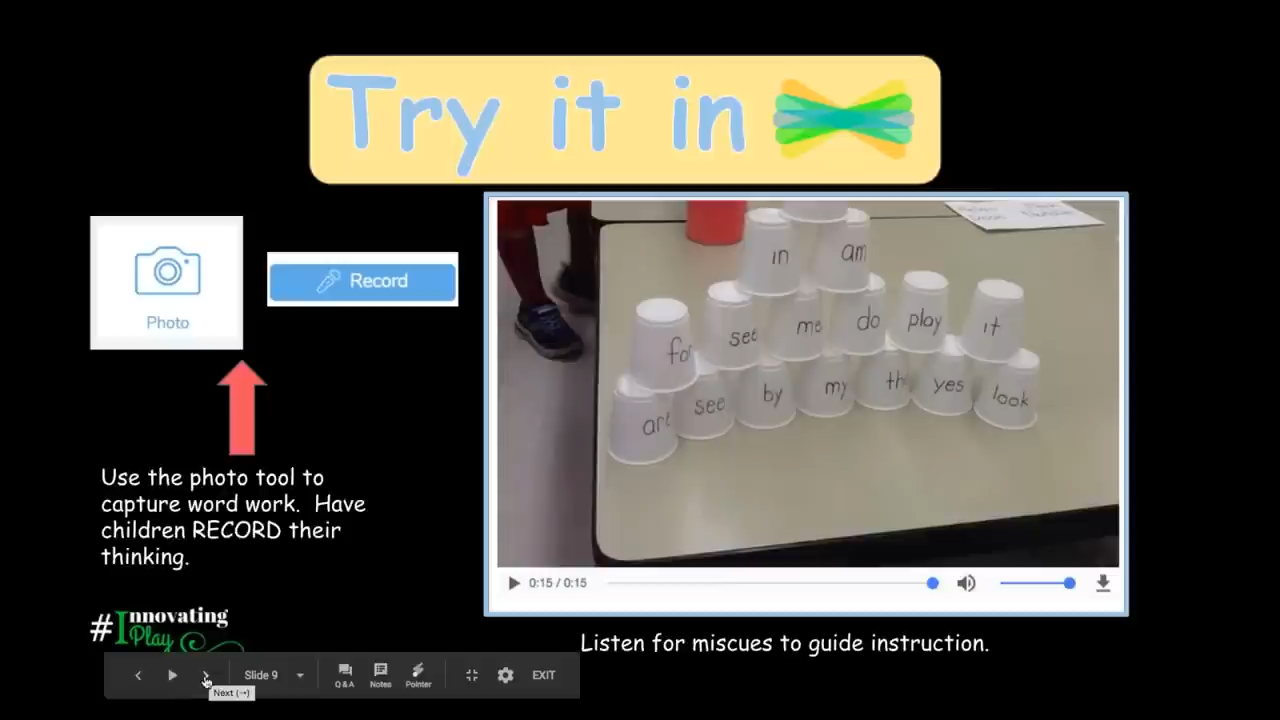 Try it in
Photo
Record
Use the photo tool to
capture word work.  Have
children RECORD their
thinking.
#Innovating
Play
in am
for see me do play it
are see by my the yes look
0:15 / 0:15
Listen for miscues to guide instruction.
Slide 9
Q & A Notes Pointer
EXIT
Next (→)